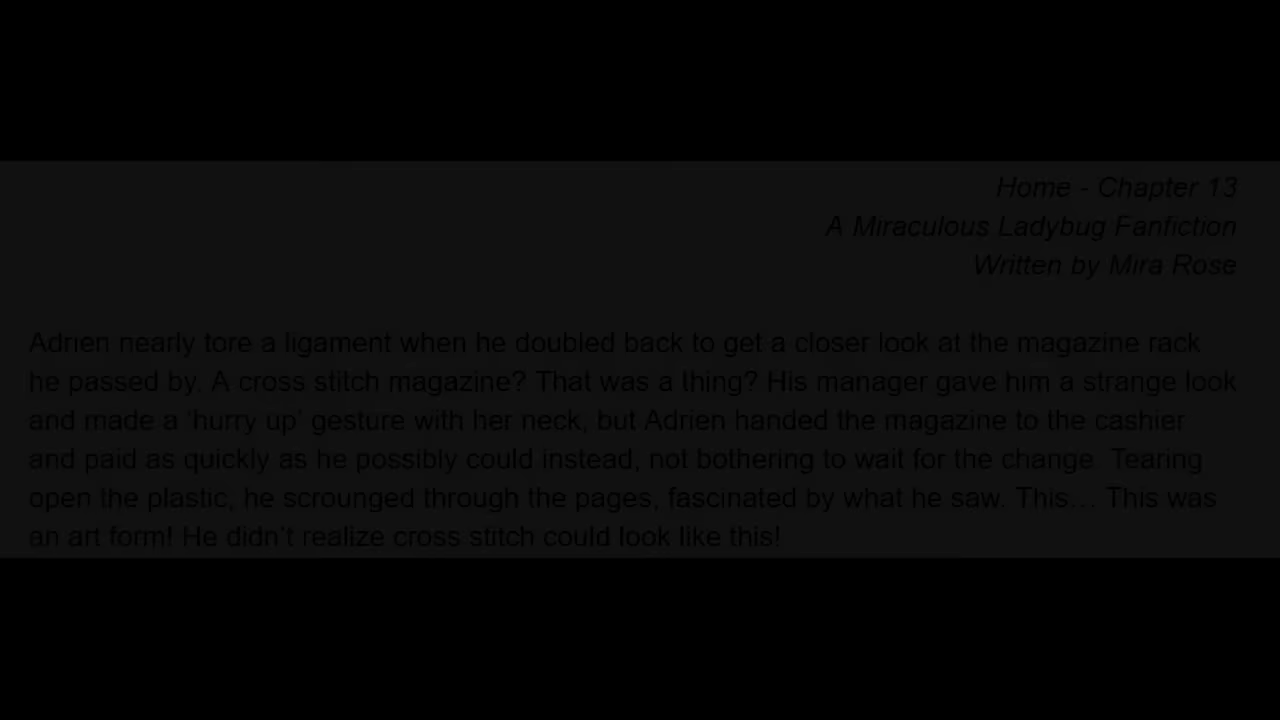 Home - Chapter 13
A Miraculous Ladybug Fanfiction
Written by Mira Rose
Adrien nearly tore a ligament when he doubled back to get a closer look at the magazine rack
he passed by. A cross stitch magazine? That was a thing? His manager gave him a strange look
and made a ‘hurry up’ gesture with her neck, but Adrien handed the magazine to the cashier
and paid as quickly as he possibly could instead, not bothering to wait for the change. Tearing
open the plastic, he scrounged through the pages, fascinated by what he saw. This… This was
an art form! He didn’t realize cross stitch could look like this!